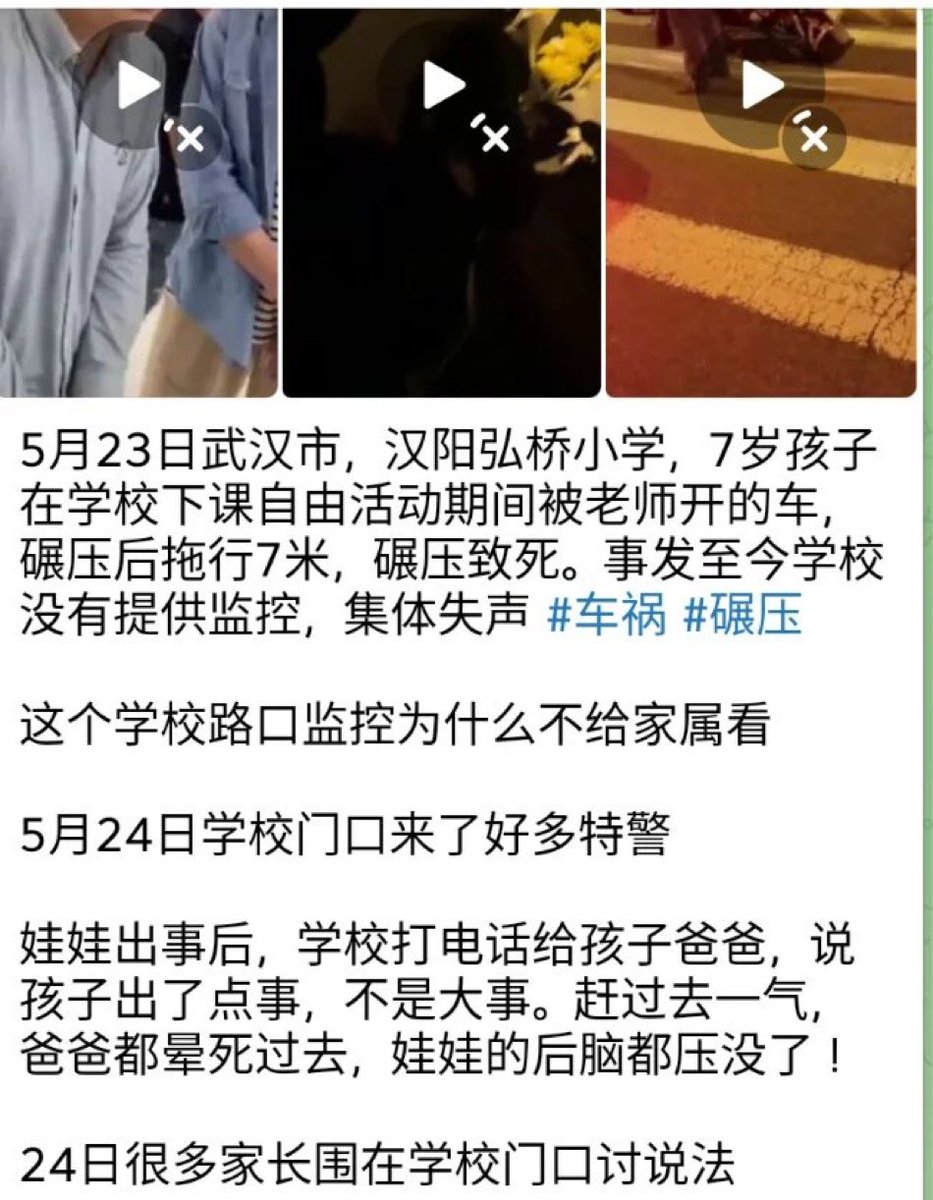 5月23日武汉市，汉阳弘桥小学，7岁孩子
在学校下课自由活动期间被老师开的车，
碾压后拖行7米，碾压致死。事发至今学校
没有提供监控，集体失声 #车祸 #碾压
这个学校路口监控为什么不给家属看
5月24日学校门口来了好多特警
娃娃出事后，学校打电话给孩子爸爸，说
孩子出了点事，不是大事。赶过去一气，
爸爸都晕死过去，娃娃的后脑都压没了！
24日很多家长围在学校门口讨说法